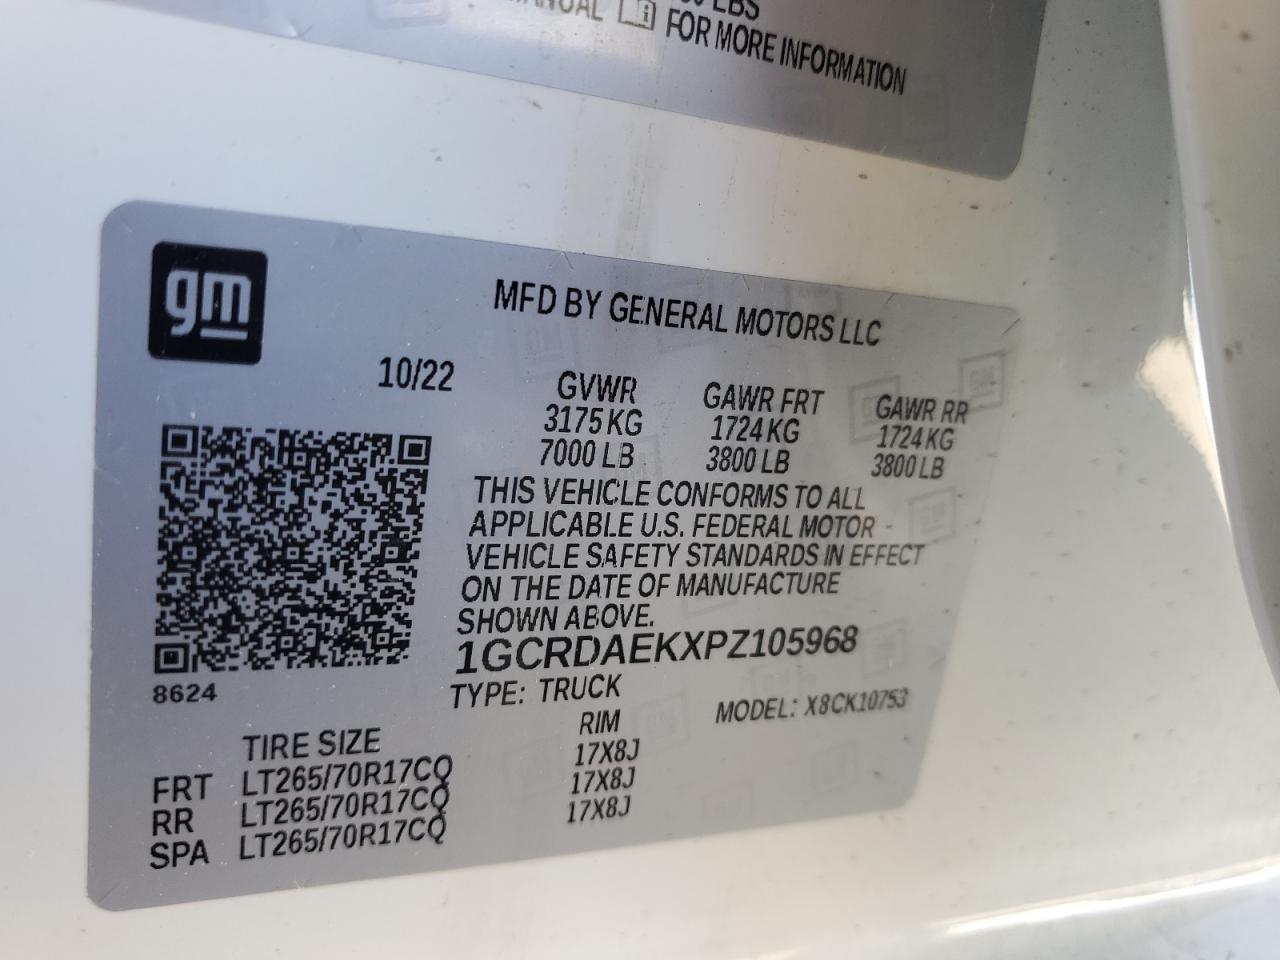 LBS
MANUAL FOR MORE INFORMATION
gm
MFD BY GENERAL MOTORS LLC
10/22
GVWR GAWR FRT GAWR RR
3175 KG 1724 KG 1724 KG
7000 LB 3800 LB 3800 LB
THIS VEHICLE CONFORMS TO ALL
APPLICABLE U.S. FEDERAL MOTOR
VEHICLE SAFETY STANDARDS IN EFFECT
ON THE DATE OF MANUFACTURE
SHOWN ABOVE.
1GCRDAEKXPZ105968
8624
TYPE: TRUCK MODEL: X8CK10753
TIRE SIZE RIM
FRT LT265/70R17CQ 17X8J
RR LT265/70R17CQ 17X8J
SPA LT265/70R17CQ 17X8J